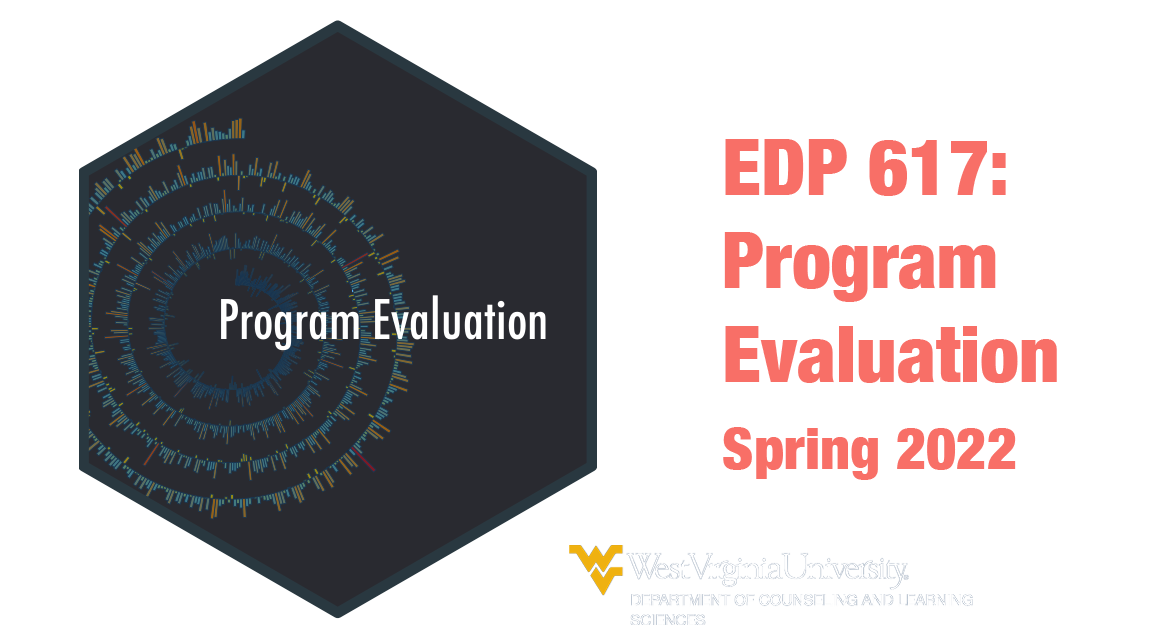 Program Evaluation
EDP 617:
Program
Evaluation
Spring 2022
WestVirginiaUniversity.
DEPARTMENT OF COUNSELING AND LEARNING
SCIENCES